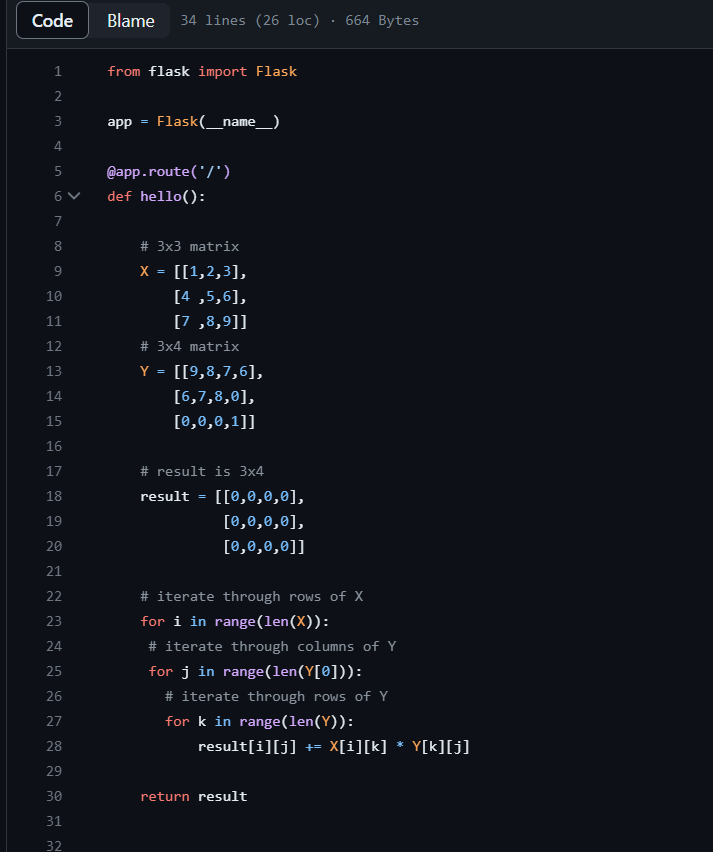 Code Blame 34 lines (26 loc) · 664 Bytes
1 from flask import Flask
2
3 app = Flask(__name__)
4
5 @app.route('/')
6 def hello():
7
8 # 3x3 matrix
9 X = [[1,2,3],
10 [4 ,5,6],
11 [7 ,8,9]]
12 # 3x4 matrix
13 Y = [[9,8,7,6],
14 [6,7,8,0],
15 [0,0,0,1]]
16
17 # result is 3x4
18 result = [[0,0,0,0],
19 [0,0,0,0],
20 [0,0,0,0]]
21
22 # iterate through rows of X
23 for i in range(len(X)):
24 # iterate through columns of Y
25 for j in range(len(Y[0])):
26 # iterate through rows of Y
27 for k in range(len(Y)):
28 result[i][j] += X[i][k] * Y[k][j]
29
30 return result
31
32